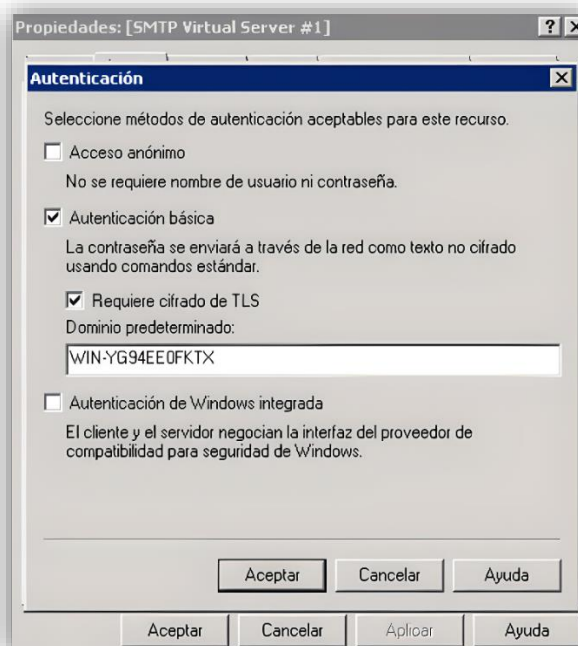 Propiedades: [SMTP Virtual Server #1]
Autenticación
Seleccione métodos de autenticación aceptables para este recurso.
Acceso anónimo
No se requiere nombre de usuario ni contraseña.
Autenticación básica
La contraseña se enviará a través de la red como texto no cifrado
usando comandos estándar.
Requiere cifrado de TLS
Dominio predeterminado:
WIN-YG94EE0FKTX
Autenticación de Windows integrada
El cliente y el servidor negocian la interfaz del proveedor de
compatibilidad para seguridad de Windows.
Aceptar Cancelar Ayuda
Aceptar Cancelar Aplicar Ayuda